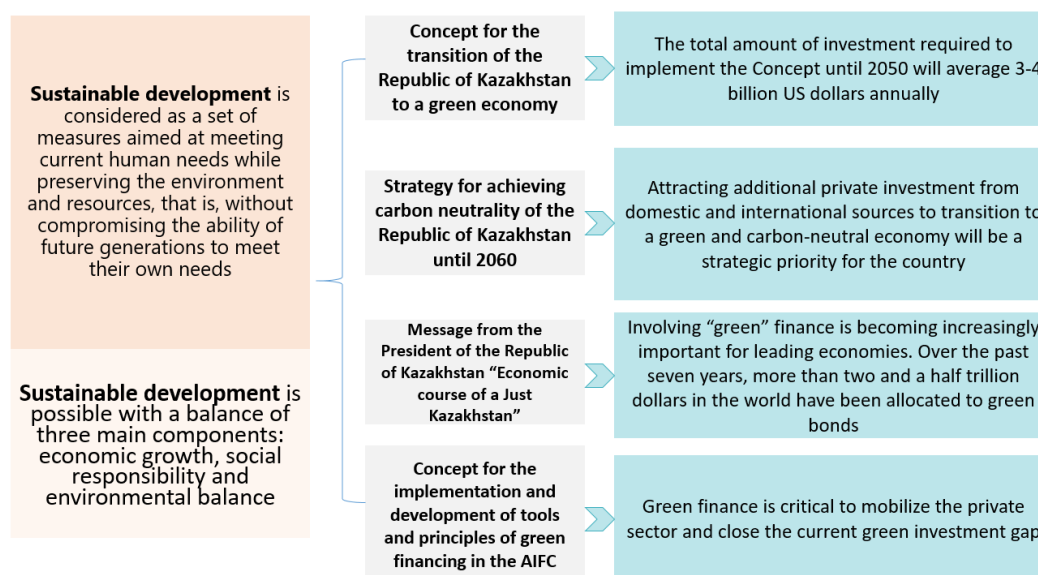 Sustainable development is
considered as a set of
measures aimed at meeting
current human needs while
preserving the environment
and resources, that is, without
compromising the ability of
future generations to meet
their own needs
Sustainable development is
possible with a balance of
three main components:
economic growth, social
responsibility and
environmental balance
Concept for the
transition of the
Republic of Kazakhstan
to a green economy
The total amount of investment required to
implement the Concept until 2050 will average 3-4
billion US dollars annually
Strategy for achieving
carbon neutrality of the
Republic of Kazakhstan
until 2060
Attracting additional private investment from
domestic and international sources to transition to
a green and carbon-neutral economy will be a
strategic priority for the country
Message from the
President of the Republic
of Kazakhstan “Economic
course of a Just
Kazakhstan”
Involving “green” finance is becoming increasingly
important for leading economies. Over the past
seven years, more than two and a half trillion
dollars in the world have been allocated to green
bonds
Concept for the
implementation and
development of tools
and principles of green
financing in the AIFC
Green finance is critical to mobilize the private
sector and close the current green investment gap